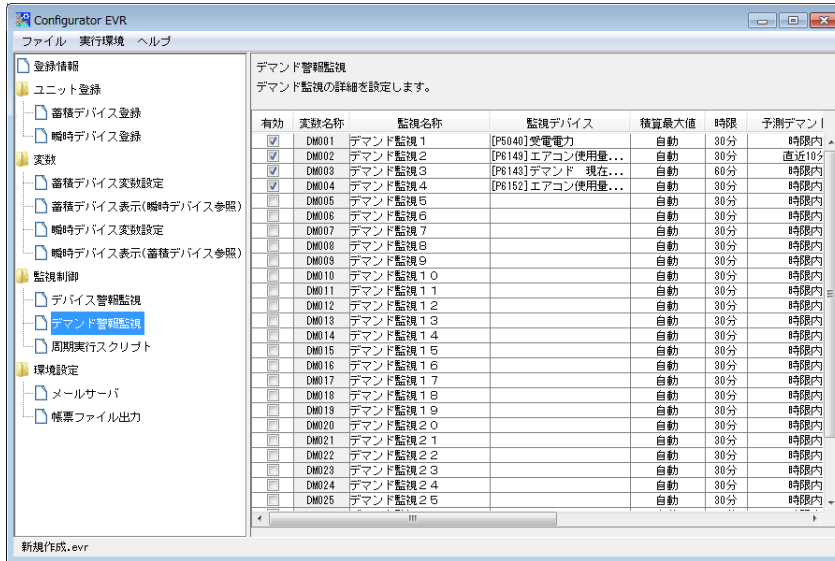 Configurator EVR
ファイル 実行環境 ヘルプ
登録情報
ユニット登録
蓄積デバイス登録
瞬時デバイス登録
変数
蓄積デバイス変数設定
蓄積デバイス表示(瞬時デバイス参照)
瞬時デバイス変数設定
瞬時デバイス表示(蓄積デバイス参照)
監視制御
デバイス警報監視
デマンド警報監視
周期実行スクリプト
環境設定
メールサーバ
帳票ファイル出力
デマンド警報監視
デマンド監視の詳細を設定します。
有効 変数名称 監視名称 監視デバイス 積算最大値 時限 予測デマンド
DM001 デマンド監視1 [P5040]受電電力 自動 30分 時限内
DM002 デマンド監視2 [P6149]エアコン使用量... 自動 30分 直近10分
DM003 デマンド監視3 [P6143]デマンド 現在... 自動 60分 時限内
DM004 デマンド監視4 [P6152]エアコン使用量... 自動 30分 時限内
DM005 デマンド監視5 自動 30分 時限内
DM006 デマンド監視6 自動 30分 時限内
DM007 デマンド監視7 自動 30分 時限内
DM008 デマンド監視8 自動 30分 時限内
DM009 デマンド監視9 自動 30分 時限内
DM010 デマンド監視10 自動 30分 時限内
DM011 デマンド監視11 自動 30分 時限内
DM012 デマンド監視12 自動 30分 時限内
DM013 デマンド監視13 自動 30分 時限内
DM014 デマンド監視14 自動 30分 時限内
DM015 デマンド監視15 自動 30分 時限内
DM016 デマンド監視16 自動 30分 時限内
DM017 デマンド監視17 自動 30分 時限内
DM018 デマンド監視18 自動 30分 時限内
DM019 デマンド監視19 自動 30分 時限内
DM020 デマンド監視20 自動 30分 時限内
DM021 デマンド監視21 自動 30分 時限内
DM022 デマンド監視22 自動 30分 時限内
DM023 デマンド監視23 自動 30分 時限内
DM024 デマンド監視24 自動 30分 時限内
DM025 デマンド監視25 自動 30分 時限内
新規作成.evr